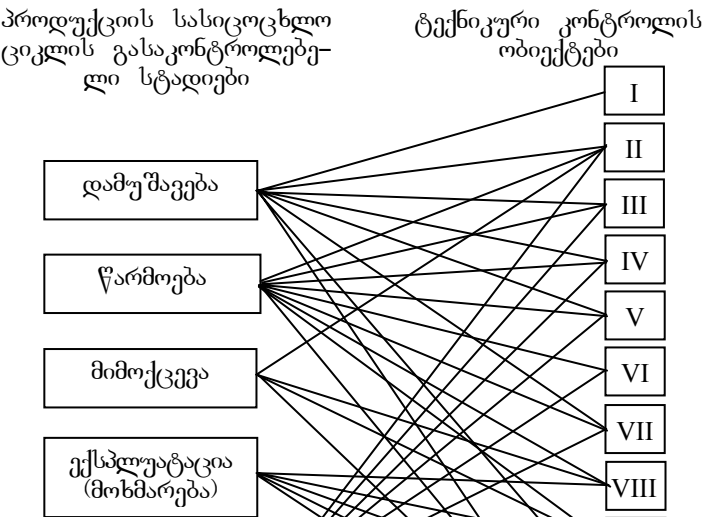 პროდუქციის სასიცოცხლო
ციკლის გასაკონტროლებე–
ლი სტადიები
ტექნიკური კონტროლის
ობიექტები
I
II
დამუშავება
III
წარმოება
IV
V
მიმოქცევა
VI
VII
ექსპლუატაცია
(მოხმარება)
VIII